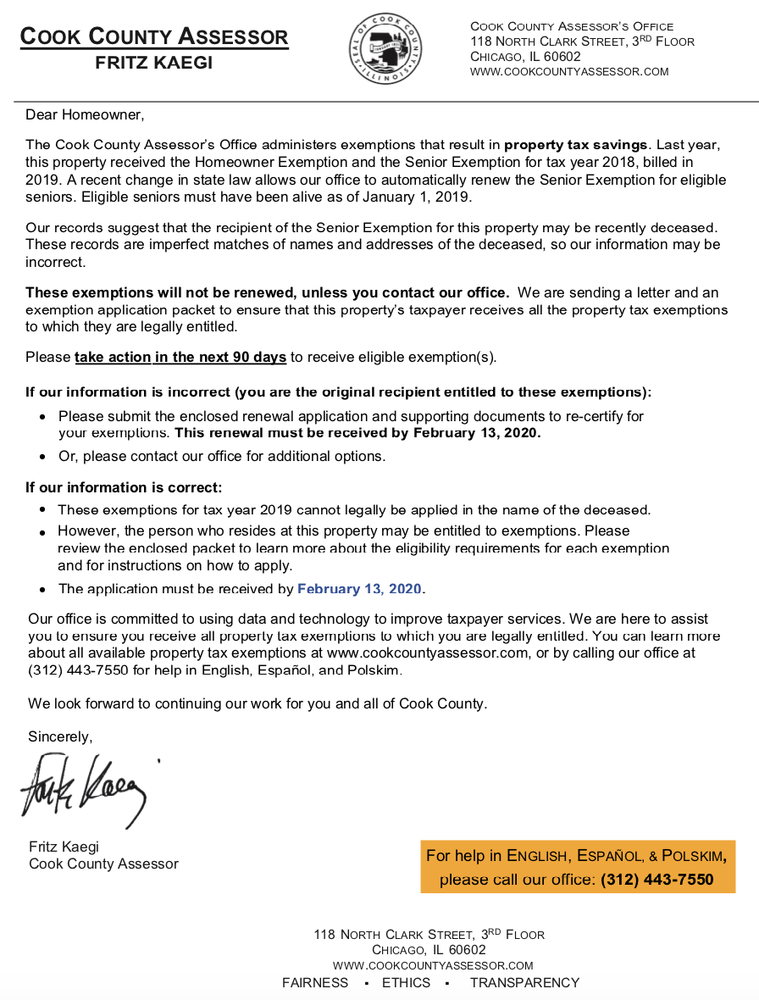 COOK COUNTY ASSESSOR
FRITZ KAEGI
SEAL OF COOK COUNTY
ILLINOIS
COOK COUNTY ASSESSOR'S OFFICE
118 NORTH CLARK STREET, 3RD FLOOR
CHICAGO, IL 60602
WWW.COOKCOUNTYASSESSOR.COM
Dear Homeowner,
The Cook County Assessor's Office administers exemptions that result in property tax savings. Last year,
this property received the Homeowner Exemption and the Senior Exemption for tax year 2018, billed in
2019. A recent change in state law allows our office to automatically renew the Senior Exemption for eligible
seniors. Eligible seniors must have been alive as of January 1, 2019.
Our records suggest that the recipient of the Senior Exemption for this property may be recently deceased.
These records are imperfect matches of names and addresses of the deceased, so our information may be
incorrect.
These exemptions will not be renewed, unless you contact our office. We are sending a letter and an
exemption application packet to ensure that this property's taxpayer receives all the property tax exemptions
to which they are legally entitled.
Please take action in the next 90 days to receive eligible exemption(s).
If our information is incorrect (you are the original recipient entitled to these exemptions):
• Please submit the enclosed renewal application and supporting documents to re-certify for
your exemptions. This renewal must be received by February 13, 2020.
• Or, please contact our office for additional options.
If our information is correct:
• These exemptions for tax year 2019 cannot legally be applied in the name of the deceased.
• However, the person who resides at this property may be entitled to exemptions. Please
review the enclosed packet to learn more about the eligibility requirements for each exemption
and for instructions on how to apply.
• The application must be received by February 13, 2020.
Our office is committed to using data and technology to improve taxpayer services. We are here to assist
you to ensure you receive all property tax exemptions to which you are legally entitled. You can learn more
about all available property tax exemptions at www.cookcountyassessor.com, or by calling our office at
(312) 443-7550 for help in English, Español, and Polskim.
We look forward to continuing our work for you and all of Cook County.
Sincerely,
Fritz Kaegi
Fritz Kaegi
Cook County Assessor
For help in ENGLISH, ESPAÑOL, & POLSKIM,
please call our office: (312) 443-7550
118 NORTH CLARK STREET, 3RD FLOOR
CHICAGO, IL 60602
WWW.COOKCOUNTYASSESSOR.COM
FAIRNESS ▪ ETHICS ▪ TRANSPARENCY